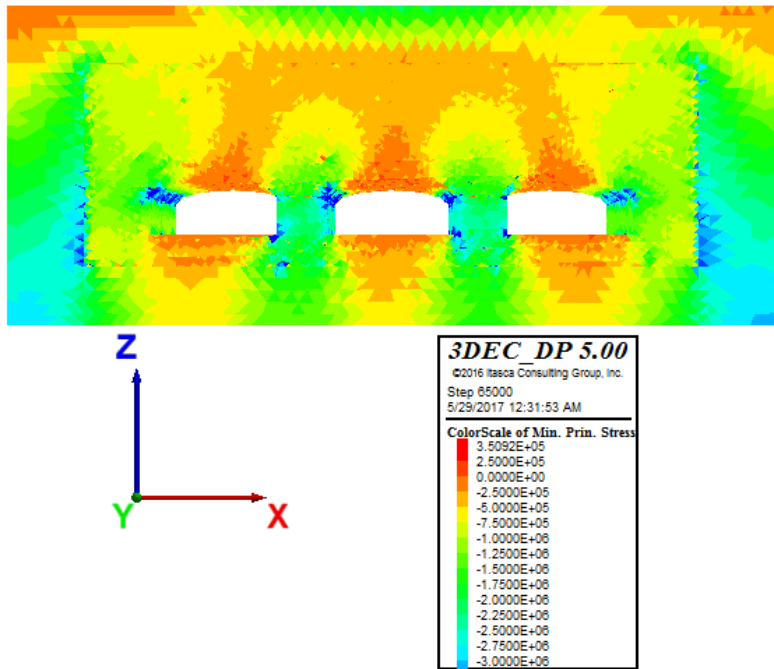 Z
Y
X
3DEC_DP 5.00
©2016 Itasca Consulting Group, Inc.
Step 65000
5/29/2017 12:31:53 AM
ColorScale of Min. Prin. Stress
3.5092E+05
2.5000E+05
0.0000E+00
-2.5000E+05
-5.0000E+05
-7.5000E+05
-1.0000E+06
-1.2500E+06
-1.5000E+06
-1.7500E+06
-2.0000E+06
-2.2500E+06
-2.5000E+06
-2.7500E+06
-3.0000E+06